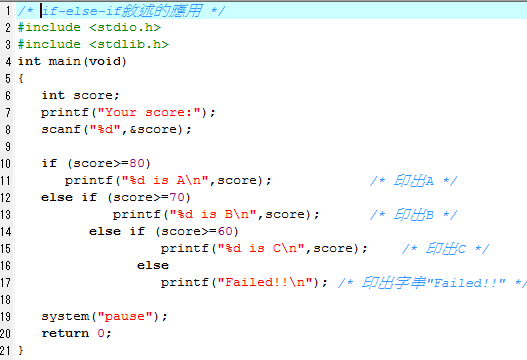 1 /* if-else-if敘述的應用 */
2 #include <stdio.h>
3 #include <stdlib.h>
4 int main(void)
5 {
6 int score;
7 printf("Your score:");
8 scanf("%d",&score);
9
10 if (score>=80)
11 printf("%d is A\n",score); /* 印出A */
12 else if (score>=70)
13 printf("%d is B\n",score); /* 印出B */
14 else if (score>=60)
15 printf("%d is C\n",score); /* 印出C */
16 else
17 printf("Failed!!\n"); /* 印出字串"Failed!!" */
18
19 system("pause");
20 return 0;
21 }